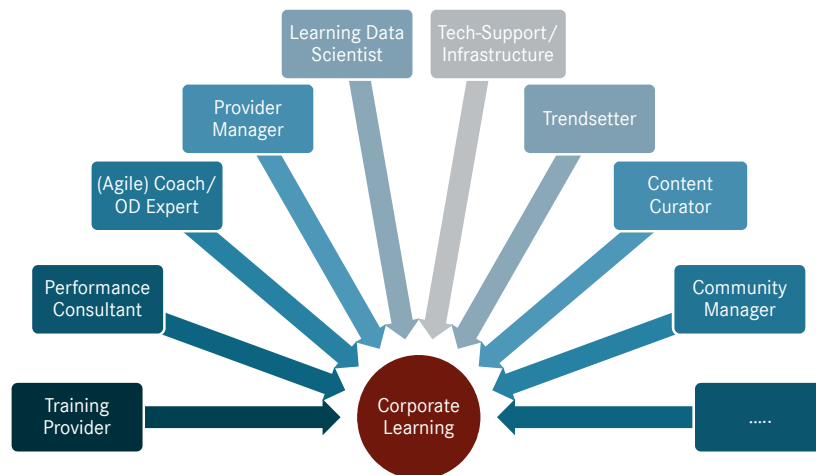 Learning Data
Scientist
Tech-Support/
Infrastructure
Provider
Manager
Trendsetter
(Agile) Coach/
OD Expert
Content
Curator
Performance
Consultant
Community
Manager
Training
Provider
Corporate
Learning
.....